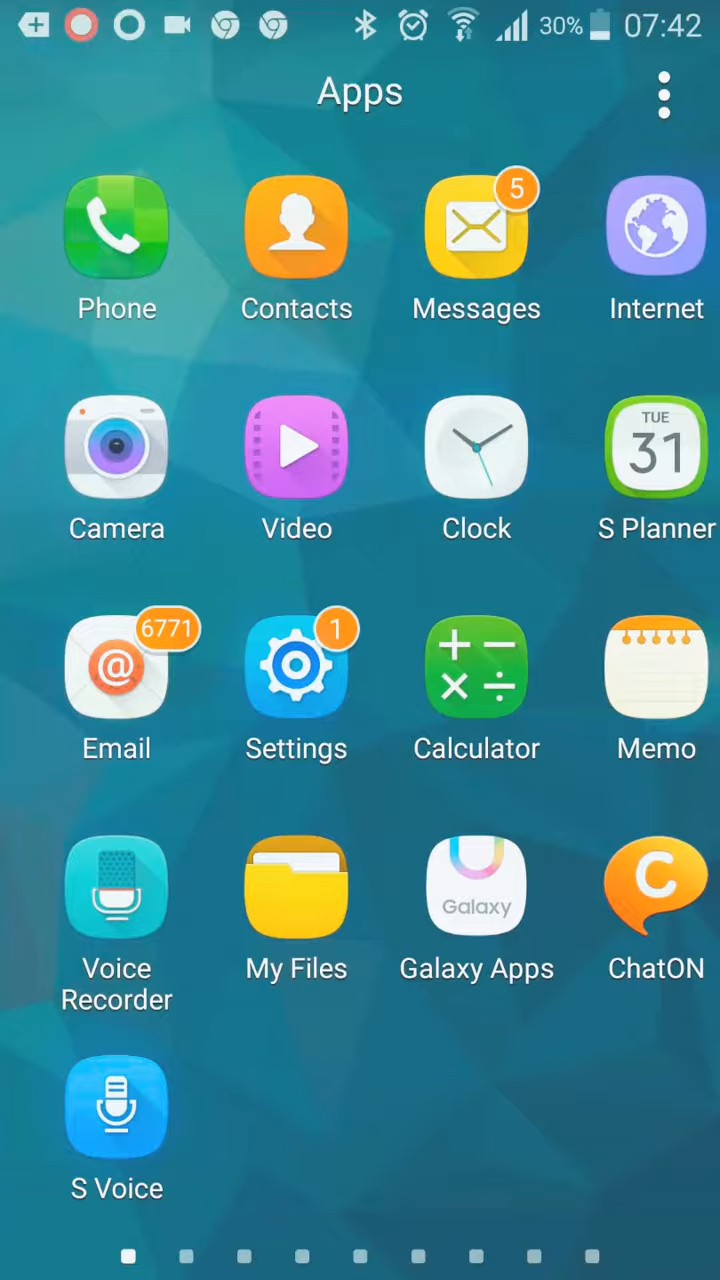 30% 07:42
Apps
5
Phone Contacts Messages Internet
TUE
31
Camera Video Clock S Planner
6771 1
@
Email Settings Calculator Memo
Galaxy
C
Voice My Files Galaxy Apps ChatON
Recorder
S Voice